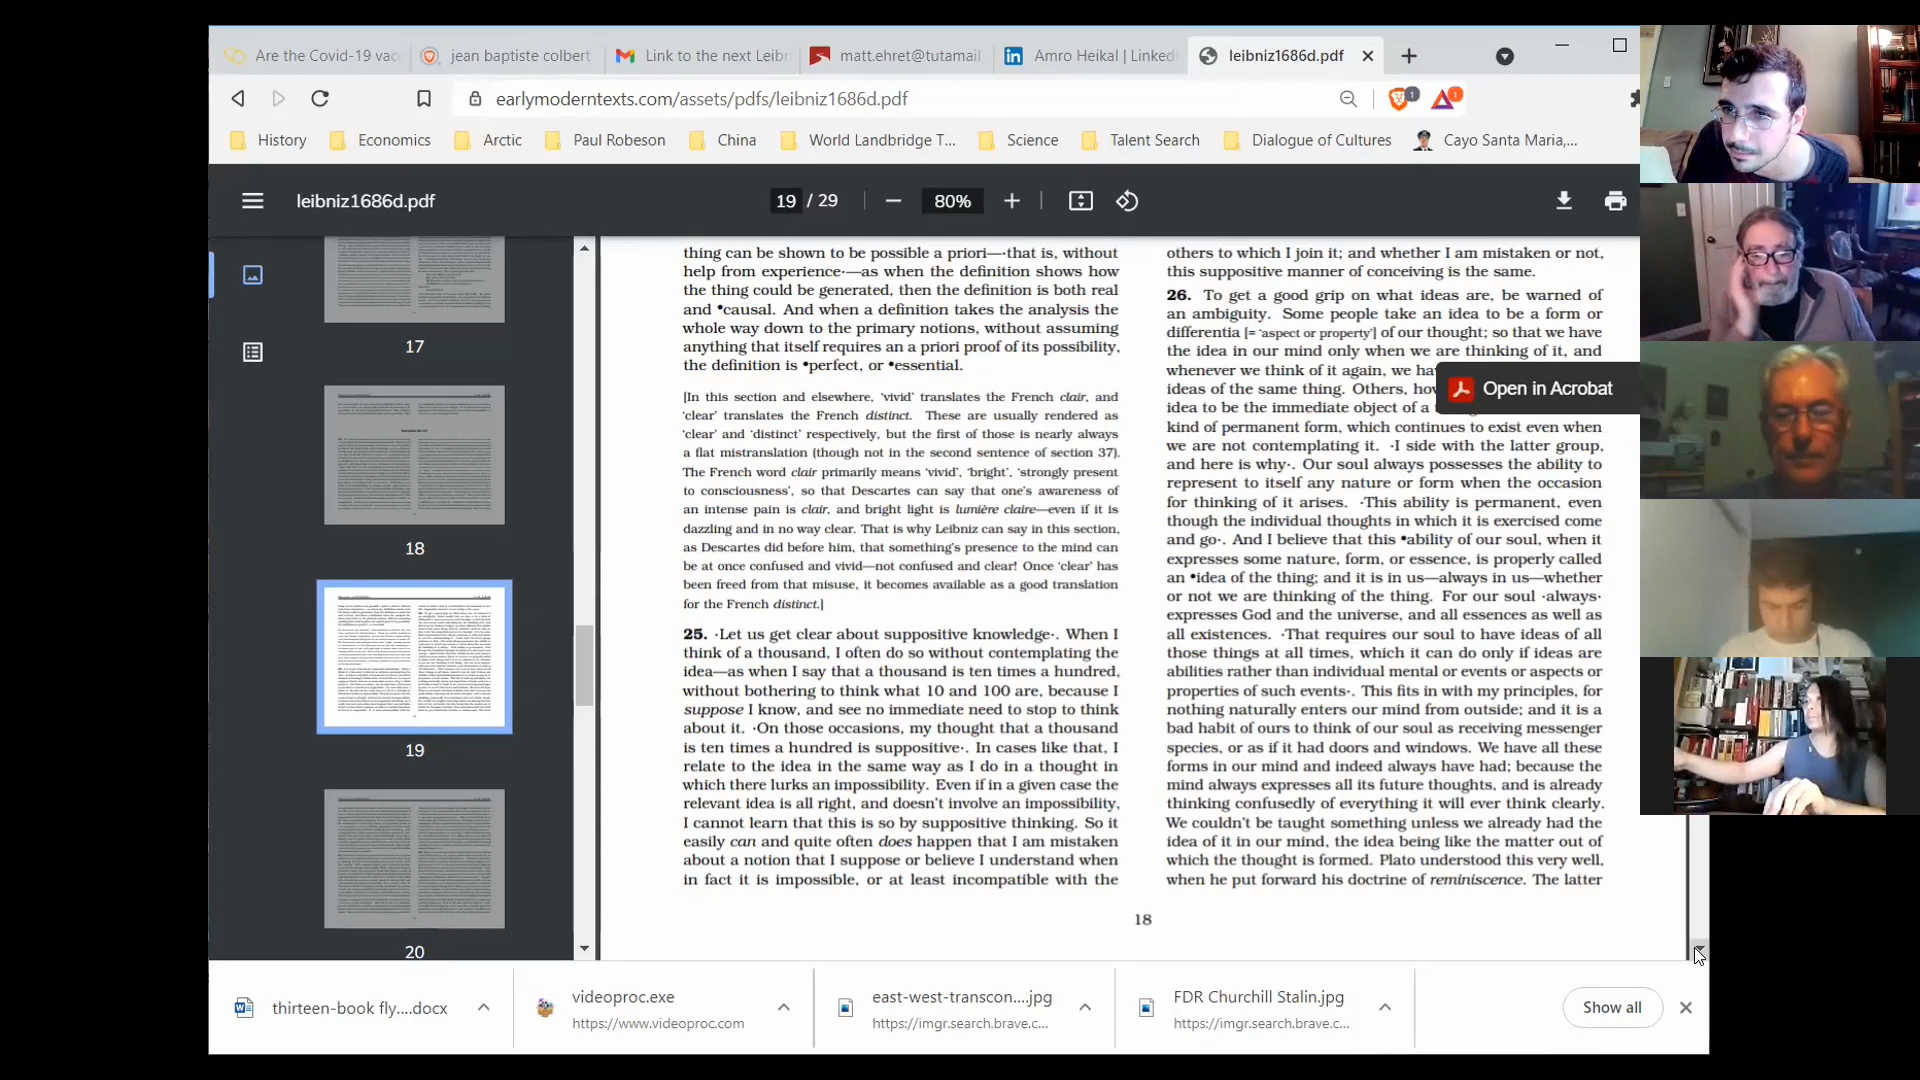 Are the Covid-19 vac
jean baptiste colbert
Link to the next Leibn
matt.ehret@tutamail
Amro Heikal | Linked
leibniz1686d.pdf
earlymoderntexts.com/assets/pdfs/leibniz1686d.pdf
1
1
History
Economics
Arctic
Paul Robeson
China
World Landbridge T...
Science
Talent Search
Dialogue of Cultures
Cayo Santa Maria,...
leibniz1686d.pdf
19 / 29
80%
17
18
19
20
thing can be shown to be possible a priori—·that is, without
help from experience·—as when the definition shows how
the thing could be generated, then the definition is both real
and •causal. And when a definition takes the analysis the
whole way down to the primary notions, without assuming
anything that itself requires an a priori proof of its possibility,
the definition is •perfect, or •essential.
[In this section and elsewhere, ‘vivid’ translates the French clair, and
‘clear’ translates the French distinct. These are usually rendered as
‘clear’ and ‘distinct’ respectively, but the first of those is nearly always
a flat mistranslation (though not in the second sentence of section 37).
The French word clair primarily means ‘vivid’, ‘bright’, ‘strongly present
to consciousness’, so that Descartes can say that one’s awareness of
an intense pain is clair, and bright light is lumière claire—even if it is
dazzling and in no way clear. That is why Leibniz can say in this section,
as Descartes did before him, that something’s presence to the mind can
be at once confused and vivid—not confused and clear! Once ‘clear’ has
been freed from that misuse, it becomes available as a good translation
for the French distinct.]
25. ·Let us get clear about suppositive knowledge·. When I
think of a thousand, I often do so without contemplating the
idea—as when I say that a thousand is ten times a hundred,
without bothering to think what 10 and 100 are, because I
suppose I know, and see no immediate need to stop to think
about it. ·On those occasions, my thought that a thousand
is ten times a hundred is suppositive·. In cases like that, I
relate to the idea in the same way as I do in a thought in
which there lurks an impossibility. Even if in a given case the
relevant idea is all right, and doesn’t involve an impossibility,
I cannot learn that this is so by suppositive thinking. So it
easily can and quite often does happen that I am mistaken
about a notion that I suppose or believe I understand when
in fact it is impossible, or at least incompatible with the
others to which I join it; and whether I am mistaken or not,
this suppositive manner of conceiving is the same.
26. To get a good grip on what ideas are, be warned of
an ambiguity. Some people take an idea to be a form or
differentia [= ‘aspect or property’] of our thought; so that we have
the idea in our mind only when we are thinking of it, and
whenever we think of it again, we ha
ideas of the same thing. Others, ho
idea to be the immediate object of a
kind of permanent form, which continues to exist even when
we are not contemplating it. ·I side with the latter group,
and here is why·. Our soul always possesses the ability to
represent to itself any nature or form when the occasion
for thinking of it arises. ·This ability is permanent, even
though the individual thoughts in which it is exercised come
and go·. And I believe that this •ability of our soul, when it
expresses some nature, form, or essence, is properly called
an •idea of the thing; and it is in us—always in us—whether
or not we are thinking of the thing. For our soul ·always·
expresses God and the universe, and all essences as well as
all existences. ·That requires our soul to have ideas of all
those things at all times, which it can do only if ideas are
abilities rather than individual mental or events or aspects or
properties of such events·. This fits in with my principles, for
nothing naturally enters our mind from outside; and it is a
bad habit of ours to think of our soul as receiving messenger
species, or as if it had doors and windows. We have all these
forms in our mind and indeed always have had; because the
mind always expresses all its future thoughts, and is already
thinking confusedly of everything it will ever think clearly.
We couldn’t be taught something unless we already had the
idea of it in our mind, the idea being like the matter out of
which the thought is formed. Plato understood this very well,
when he put forward his doctrine of reminiscence. The latter
18
Open in Acrobat
thirteen-book fly....docx
videoproc.exe
https://www.videoproc.com
east-west-transcon....jpg
https://imgr.search.brave.c...
FDR Churchill Stalin.jpg
https://imgr.search.brave.c...
Show all